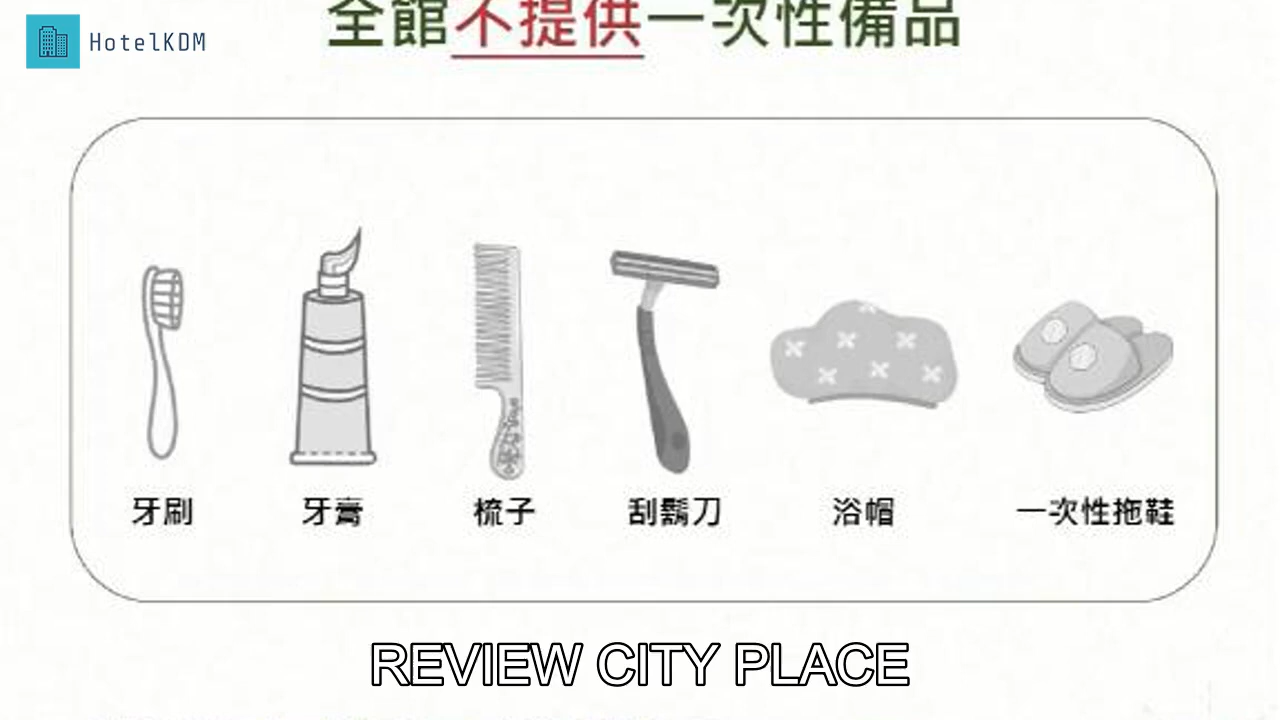 全館不提供一次性備品
HotelKDM
牙刷 牙膏 梳子 刮鬍刀 浴帽 一次性拖鞋
REVIEW CITY PLACE